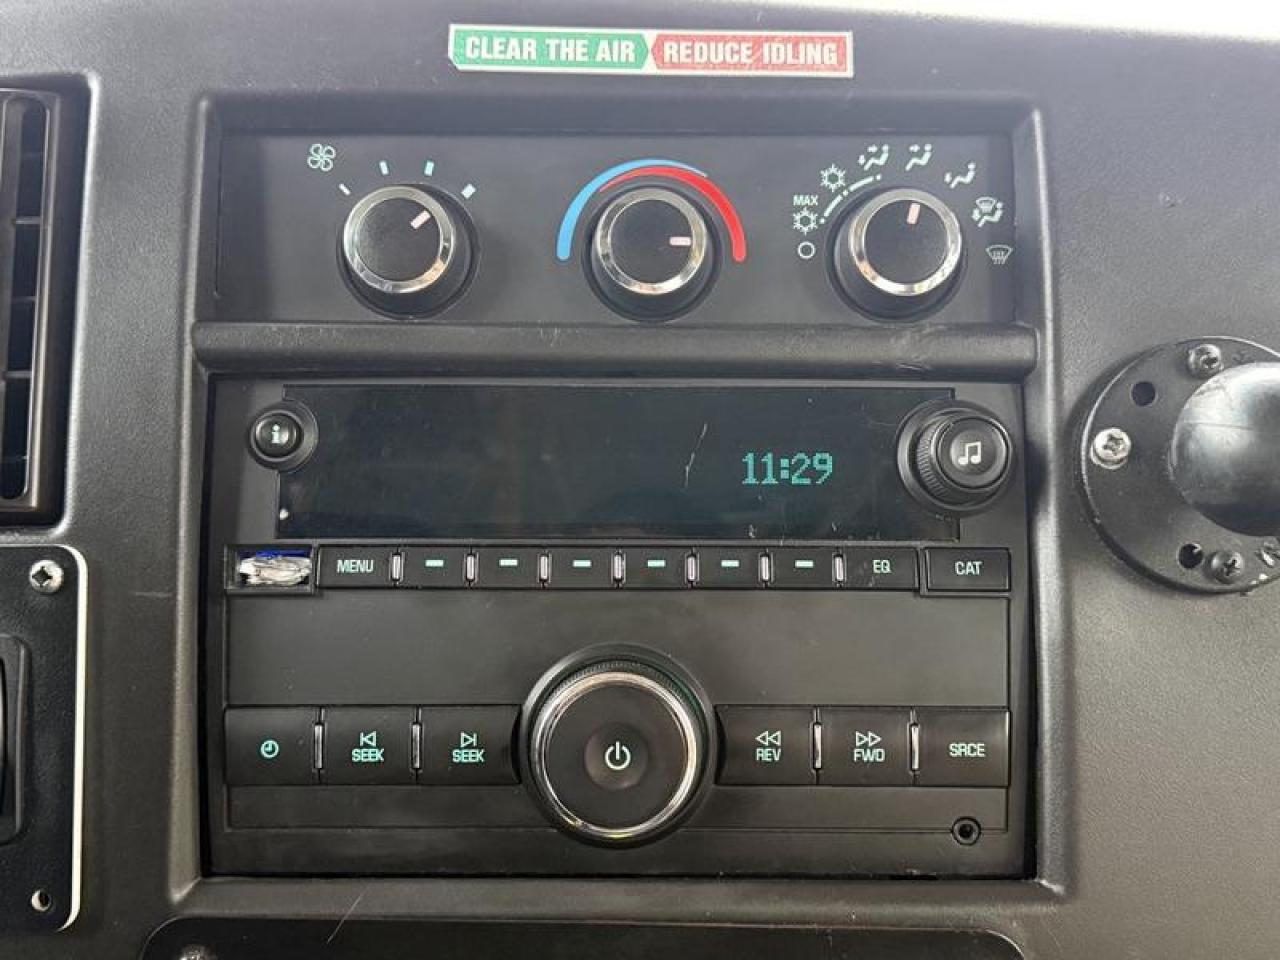 CLEAR THE AIR REDUCE IDLING
MAX
i
11:29
MENU EQ CAT
SEEK SEEK REV FWD SRCE